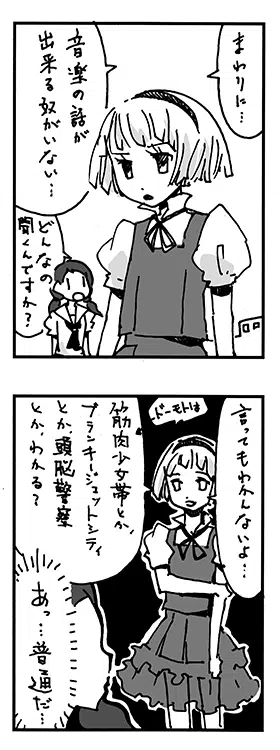 まわりに…
音楽の話が
出来る奴がいない…
どんなの
聞くんですか?
言ってもわかんないよ…
ドーモトは
筋肉少女帯とか、
ブランキージェットシティ
とか、頭脳警察
とか、わかる?
あっ…普通だ…